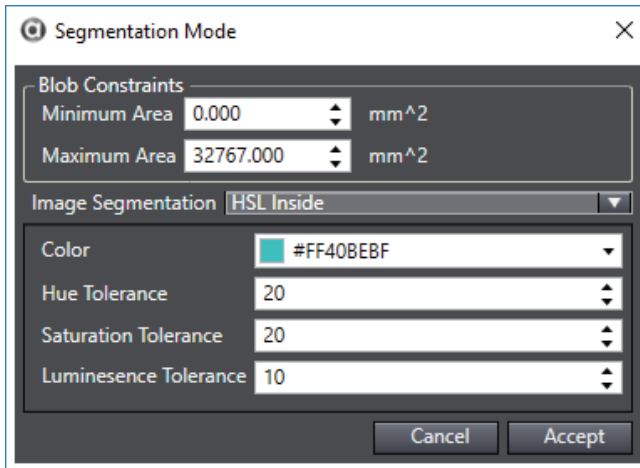 Segmentation Mode
Blob Constraints
Minimum Area 0.000 mm^2
Maximum Area 32767.000 mm^2
Image Segmentation HSL Inside
Color #FF40BEBF
Hue Tolerance 20
Saturation Tolerance 20
Luminesence Tolerance 10
Cancel Accept